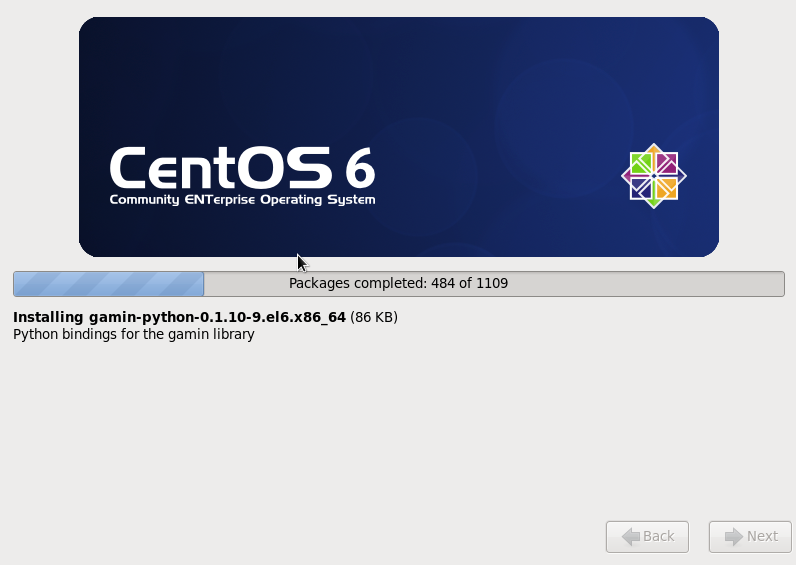 CentOS 6
Community ENTerprise Operating System
Packages completed: 484 of 1109
Installing gamin-python-0.1.10-9.el6.x86_64 (86 KB)
Python bindings for the gamin library
Back
Next